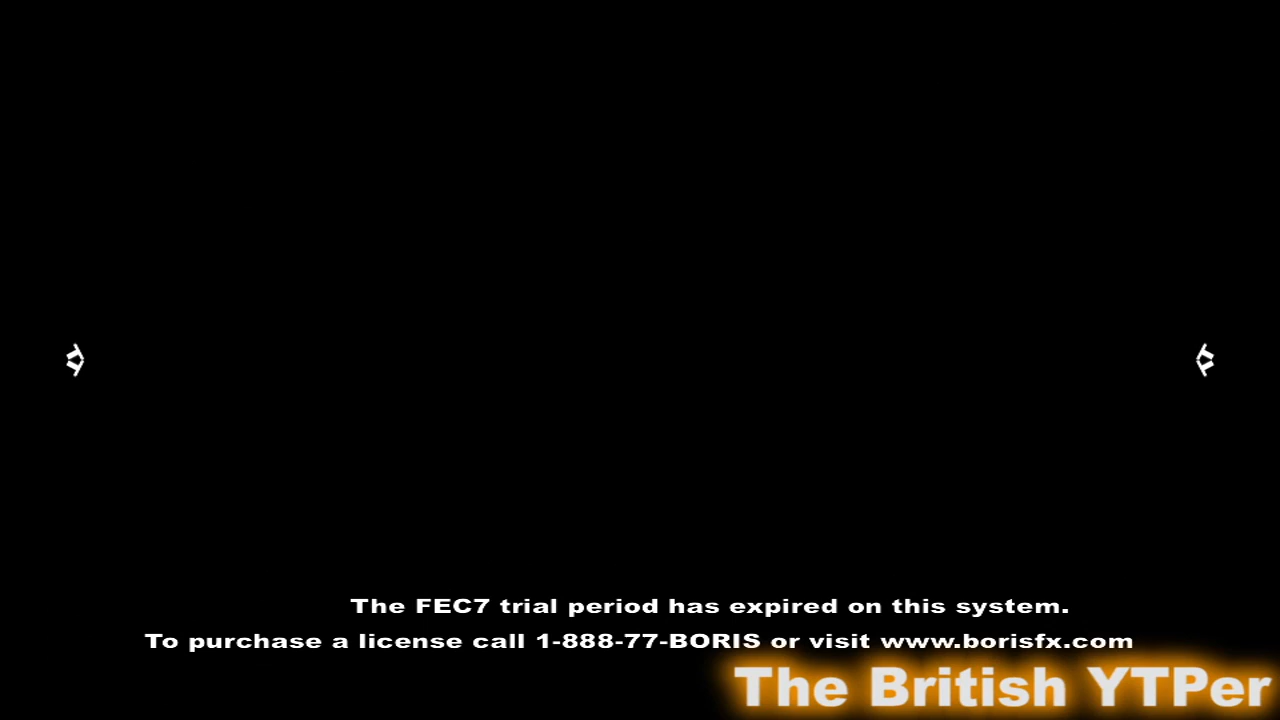 The FEC7 trial period has expired on this system.
To purchase a license call 1-888-77-BORIS or visit www.borisfx.com
The British YTPer